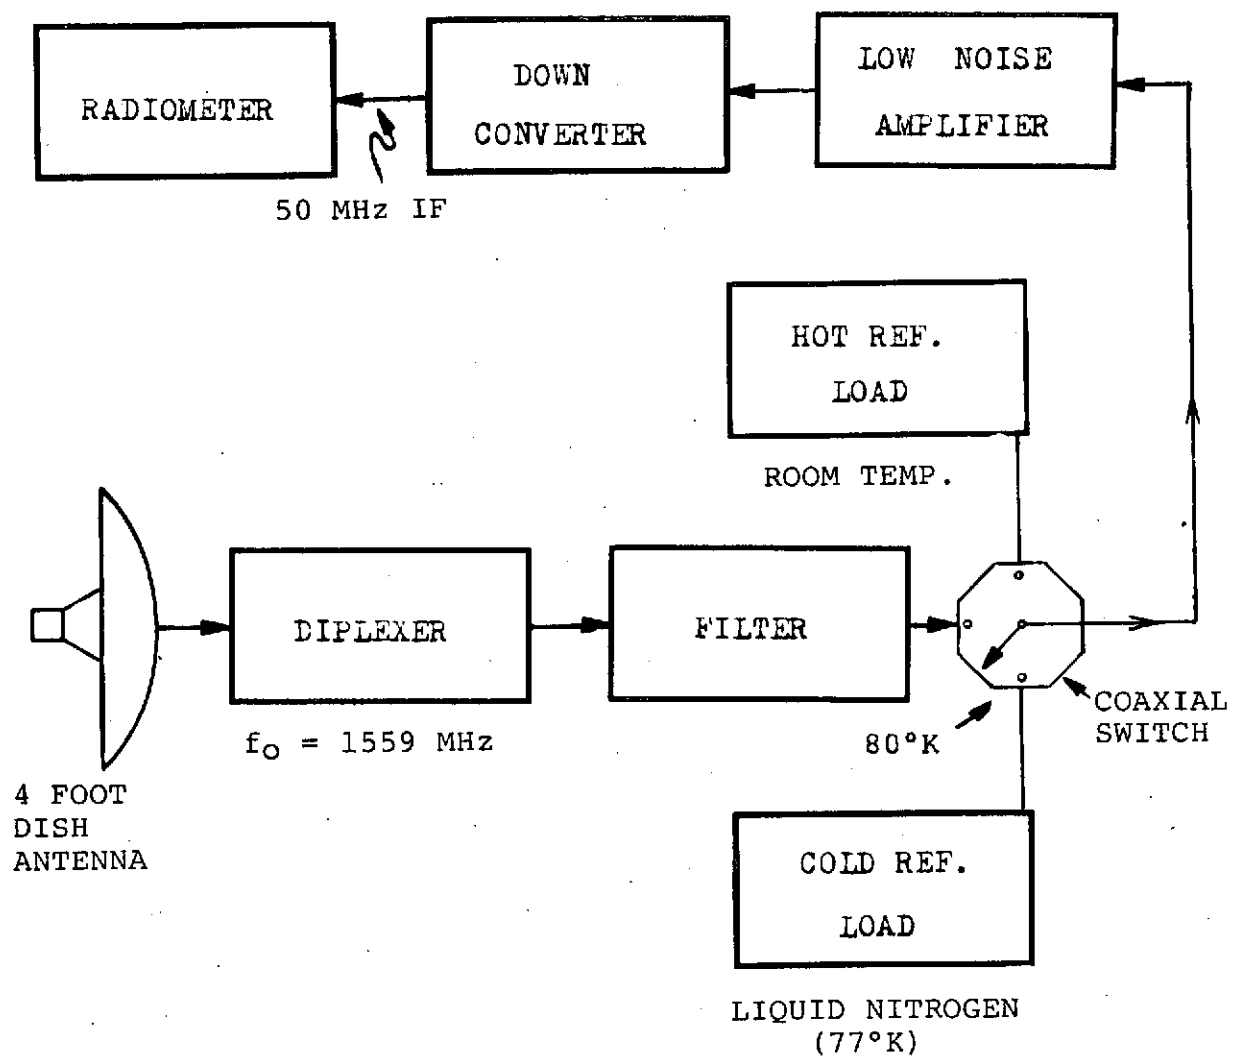 RADIOMETER
DOWN
CONVERTER
LOW NOISE
AMPLIFIER
50 MHz IF
HOT REF.
LOAD
ROOM TEMP.
DIPLEXER
FILTER
fO = 1559 MHz
80°K
COAXIAL
SWITCH
4 FOOT
DISH
ANTENNA
COLD REF.
LOAD
LIQUID NITROGEN
(77°K)